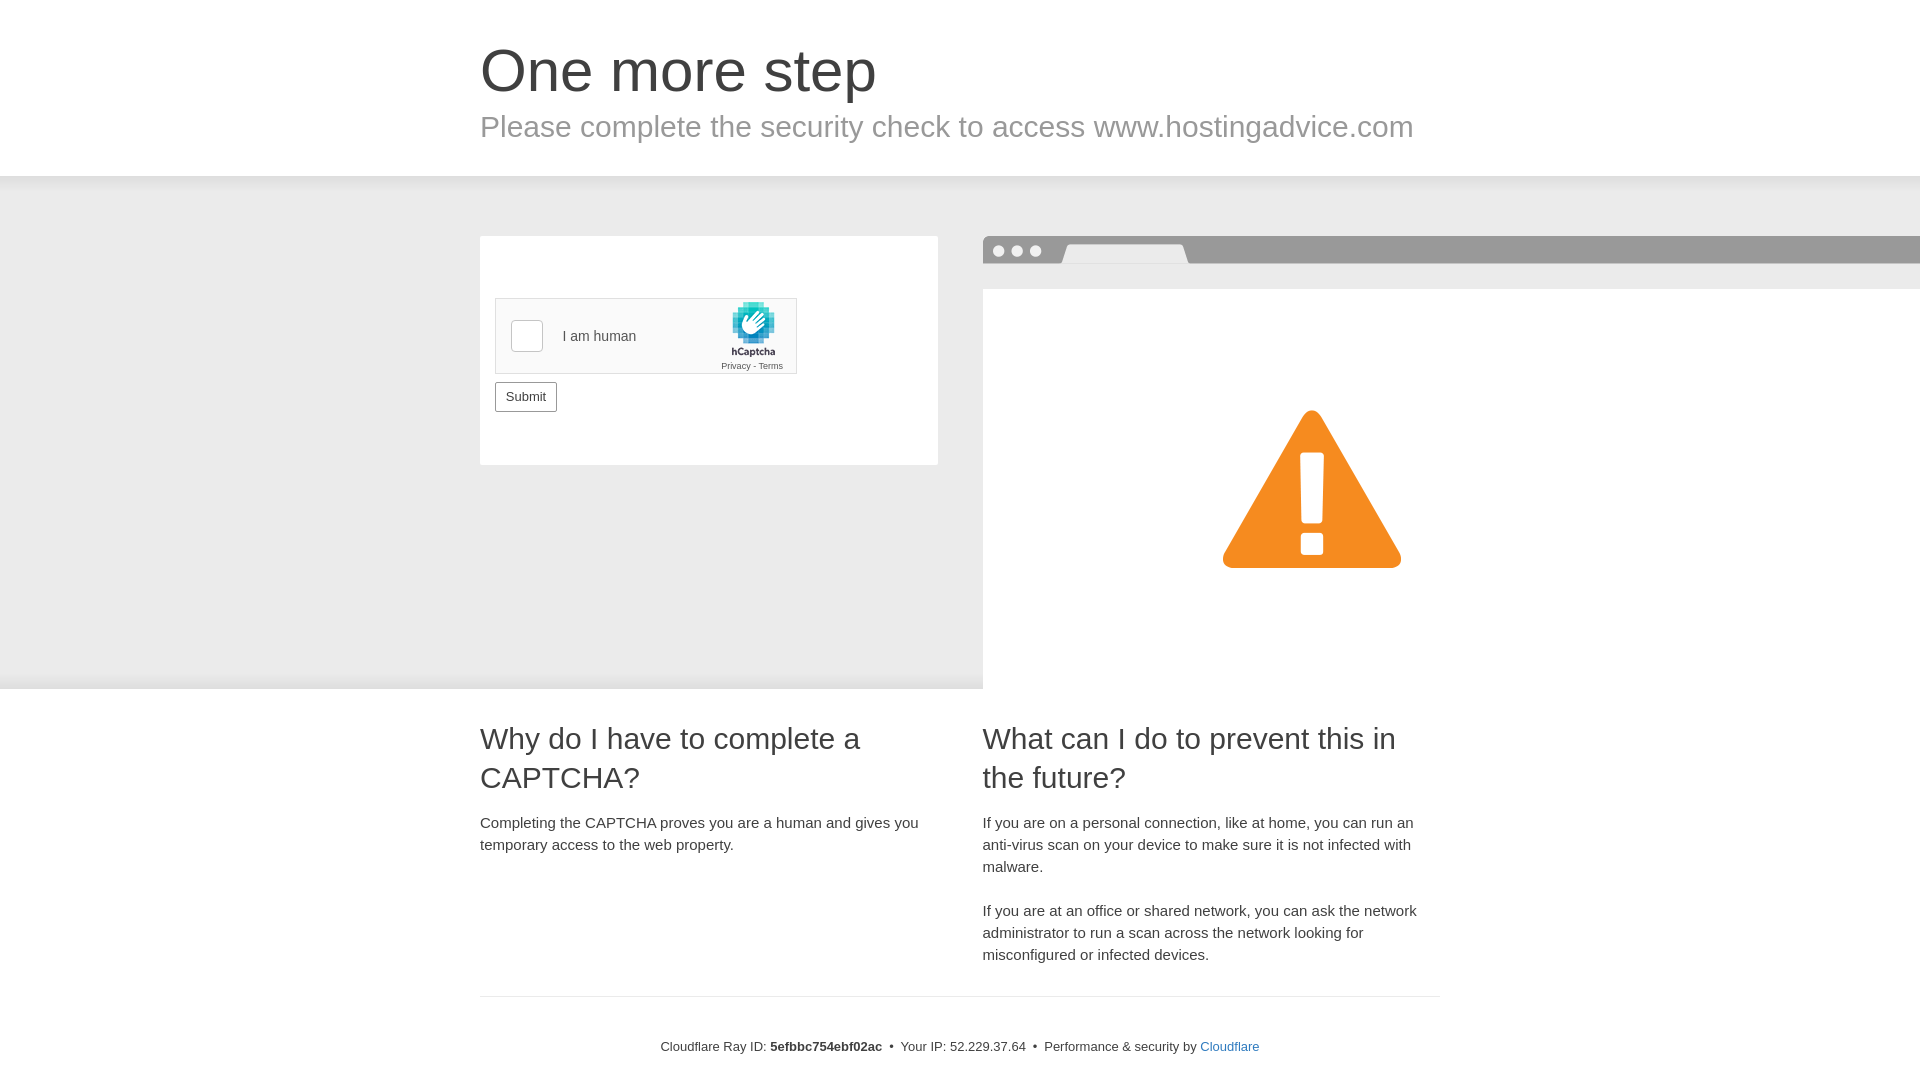 One more step
Please complete the security check to access www.hostingadvice.com
I am human
hCaptcha
Privacy - Terms
Submit
Why do I have to complete a
CAPTCHA?
Completing the CAPTCHA proves you are a human and gives you
temporary access to the web property.
What can I do to prevent this in
the future?
If you are on a personal connection, like at home, you can run an
anti-virus scan on your device to make sure it is not infected with
malware.
If you are at an office or shared network, you can ask the network
administrator to run a scan across the network looking for
misconfigured or infected devices.
Cloudflare Ray ID: 5efbbc754ebf02ac • Your IP: 52.229.37.64 • Performance & security by Cloudflare